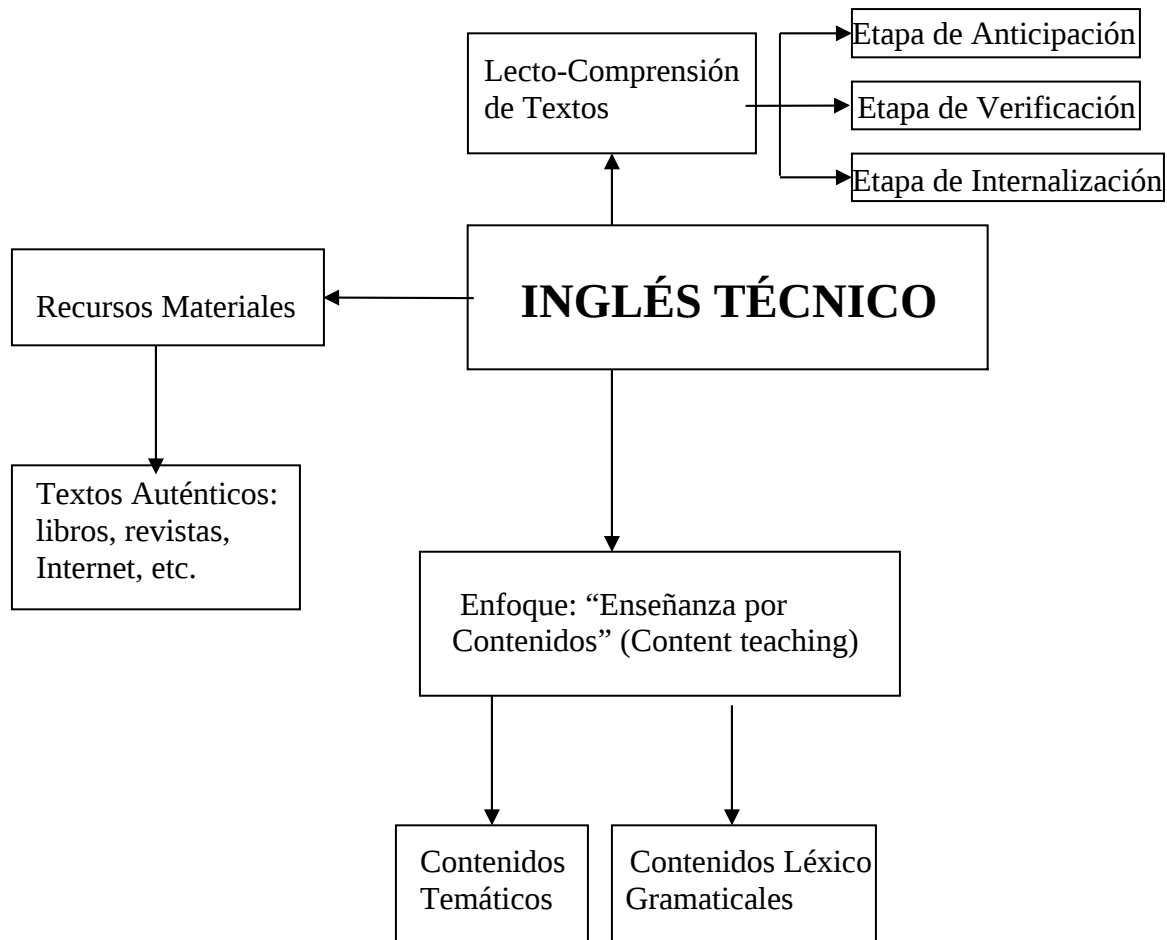 Lecto-Comprensión
de Textos
Etapa de Anticipación
Etapa de Verificación
Etapa de Internalización
INGLÉS TÉCNICO
Recursos Materiales
Textos Auténticos:
libros, revistas,
Internet, etc.
Enfoque: “Enseñanza por
Contenidos” (Content teaching)
Contenidos
Temáticos
Contenidos Léxico
Gramaticales